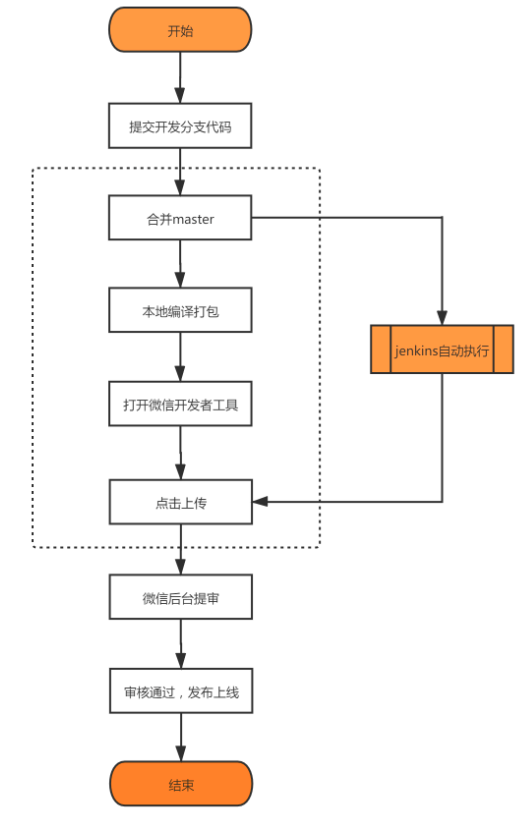 开始
提交开发分支代码
合并master
本地编译打包
jenkins自动执行
打开微信开发者工具
点击上传
微信后台提审
审核通过，发布上线
结束